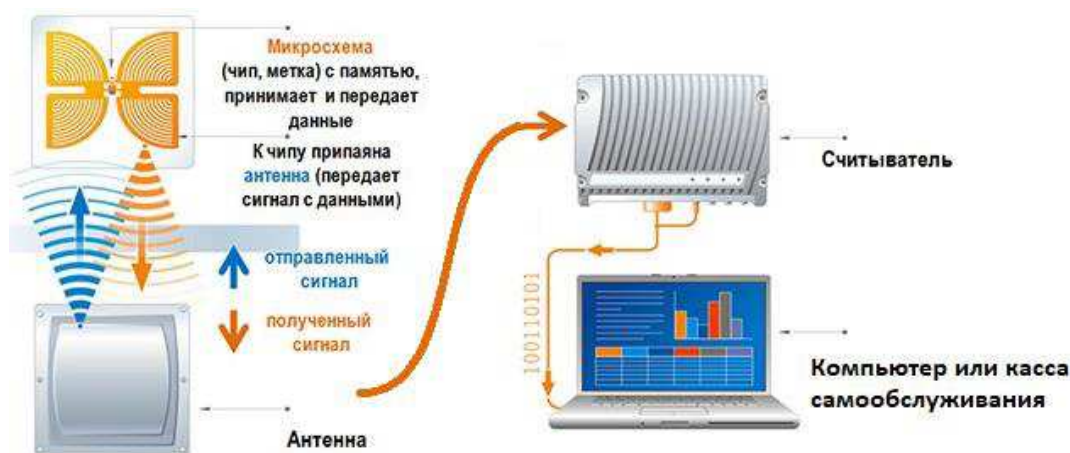 Микросхема
(чип, метка) с памятью,
принимает и передает
данные
К чипу припаяна
антенна (передает
сигнал с данными)
отправленный
сигнал
полученный
сигнал
Антенна
Считыватель
100110101
Компьютер или касса
самообслуживания